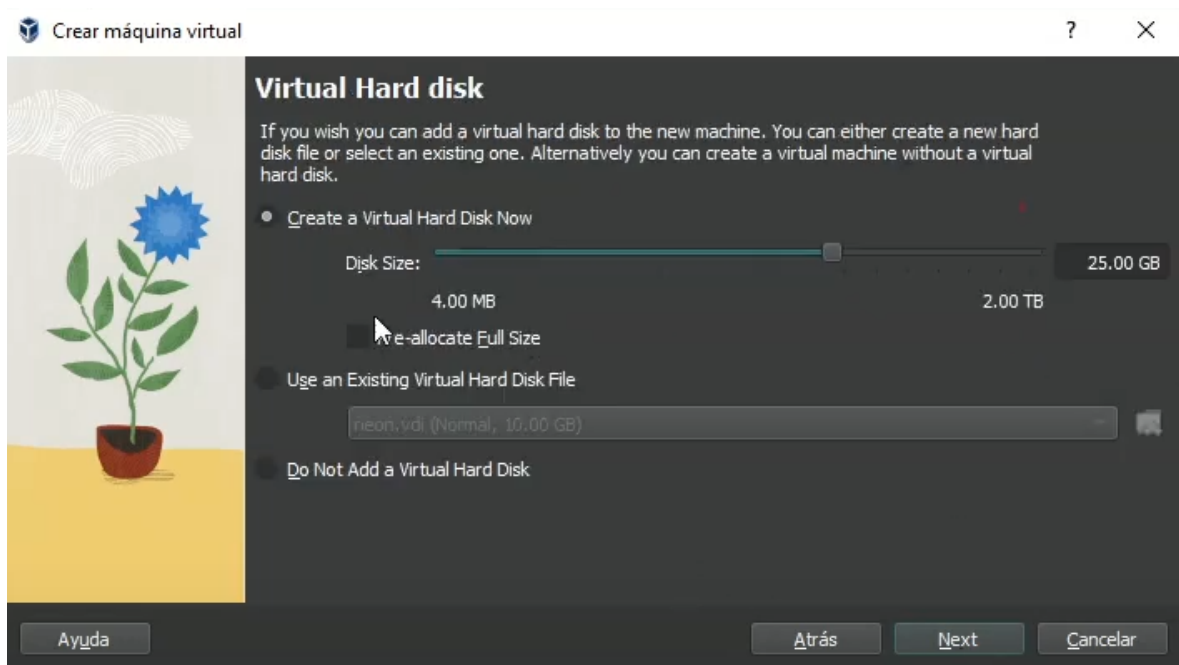 Crear máquina virtual
?
Virtual Hard disk
If you wish you can add a virtual hard disk to the new machine. You can either create a new hard
disk file or select an existing one. Alternatively you can create a virtual machine without a virtual
hard disk.
Create a Virtual Hard Disk Now
Disk Size:
25.00 GB
4.00 MB
2.00 TB
e-allocate Full Size
Use an Existing Virtual Hard Disk File
neon.vdi (Normal, 10.00 GB)
Do Not Add a Virtual Hard Disk
Ayuda
Atrás
Next
Cancelar